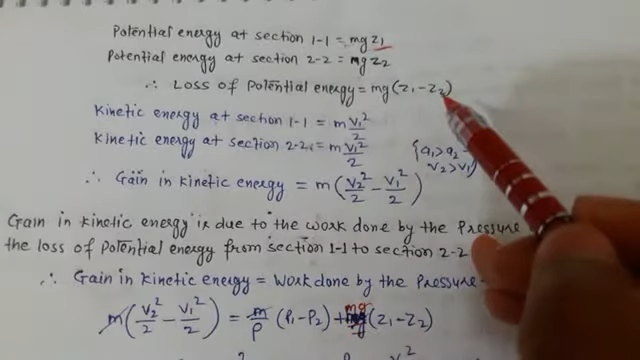 Potential energy at section 1-1 = mg z₁
Potential energy at section 2-2 = mg z₂
∴ Loss of Potential energy = mg (z₁-z₂)
Kinetic energy at section 1-1 = m v₁²/2
Kinetic energy at section 2-2 = m v₁²/2
{a₁>a₂
v₂>v₁}
∴ Gain in kinetic energy = m (v₂²/2 - v₁²/2)
Gain in kinetic energy is due to the work done by the Pressure
the loss of Potential energy from section 1-1 to section 2-2
∴ Gain in kinetic energy = Work done by the Pressure
m (v₂²/2 - v₁²/2) = m/ρ (P₁-P₂) + mg (z₁-z₂)